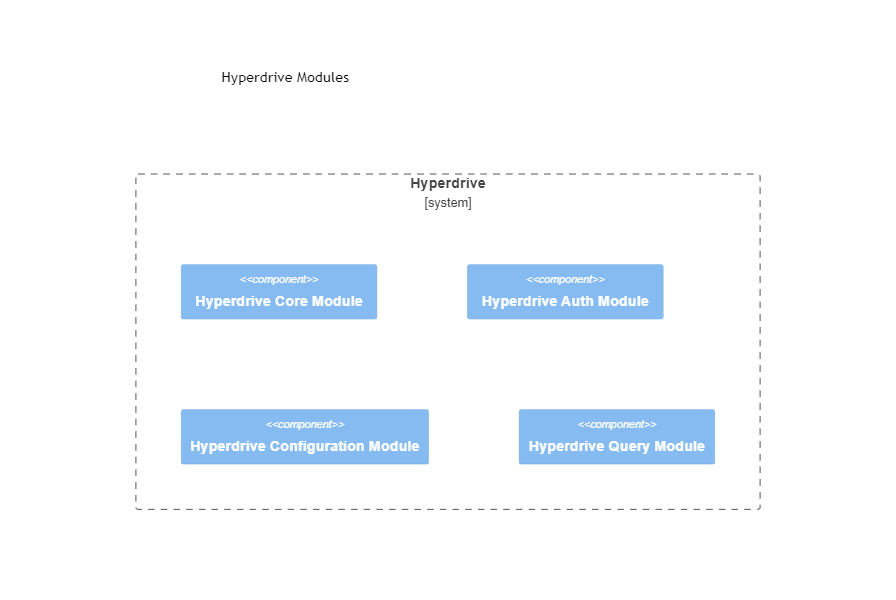 Hyperdrive Modules
Hyperdrive
[system]
<<component>>
Hyperdrive Core Module
<<component>>
Hyperdrive Auth Module
<<component>>
Hyperdrive Configuration Module
<<component>>
Hyperdrive Query Module